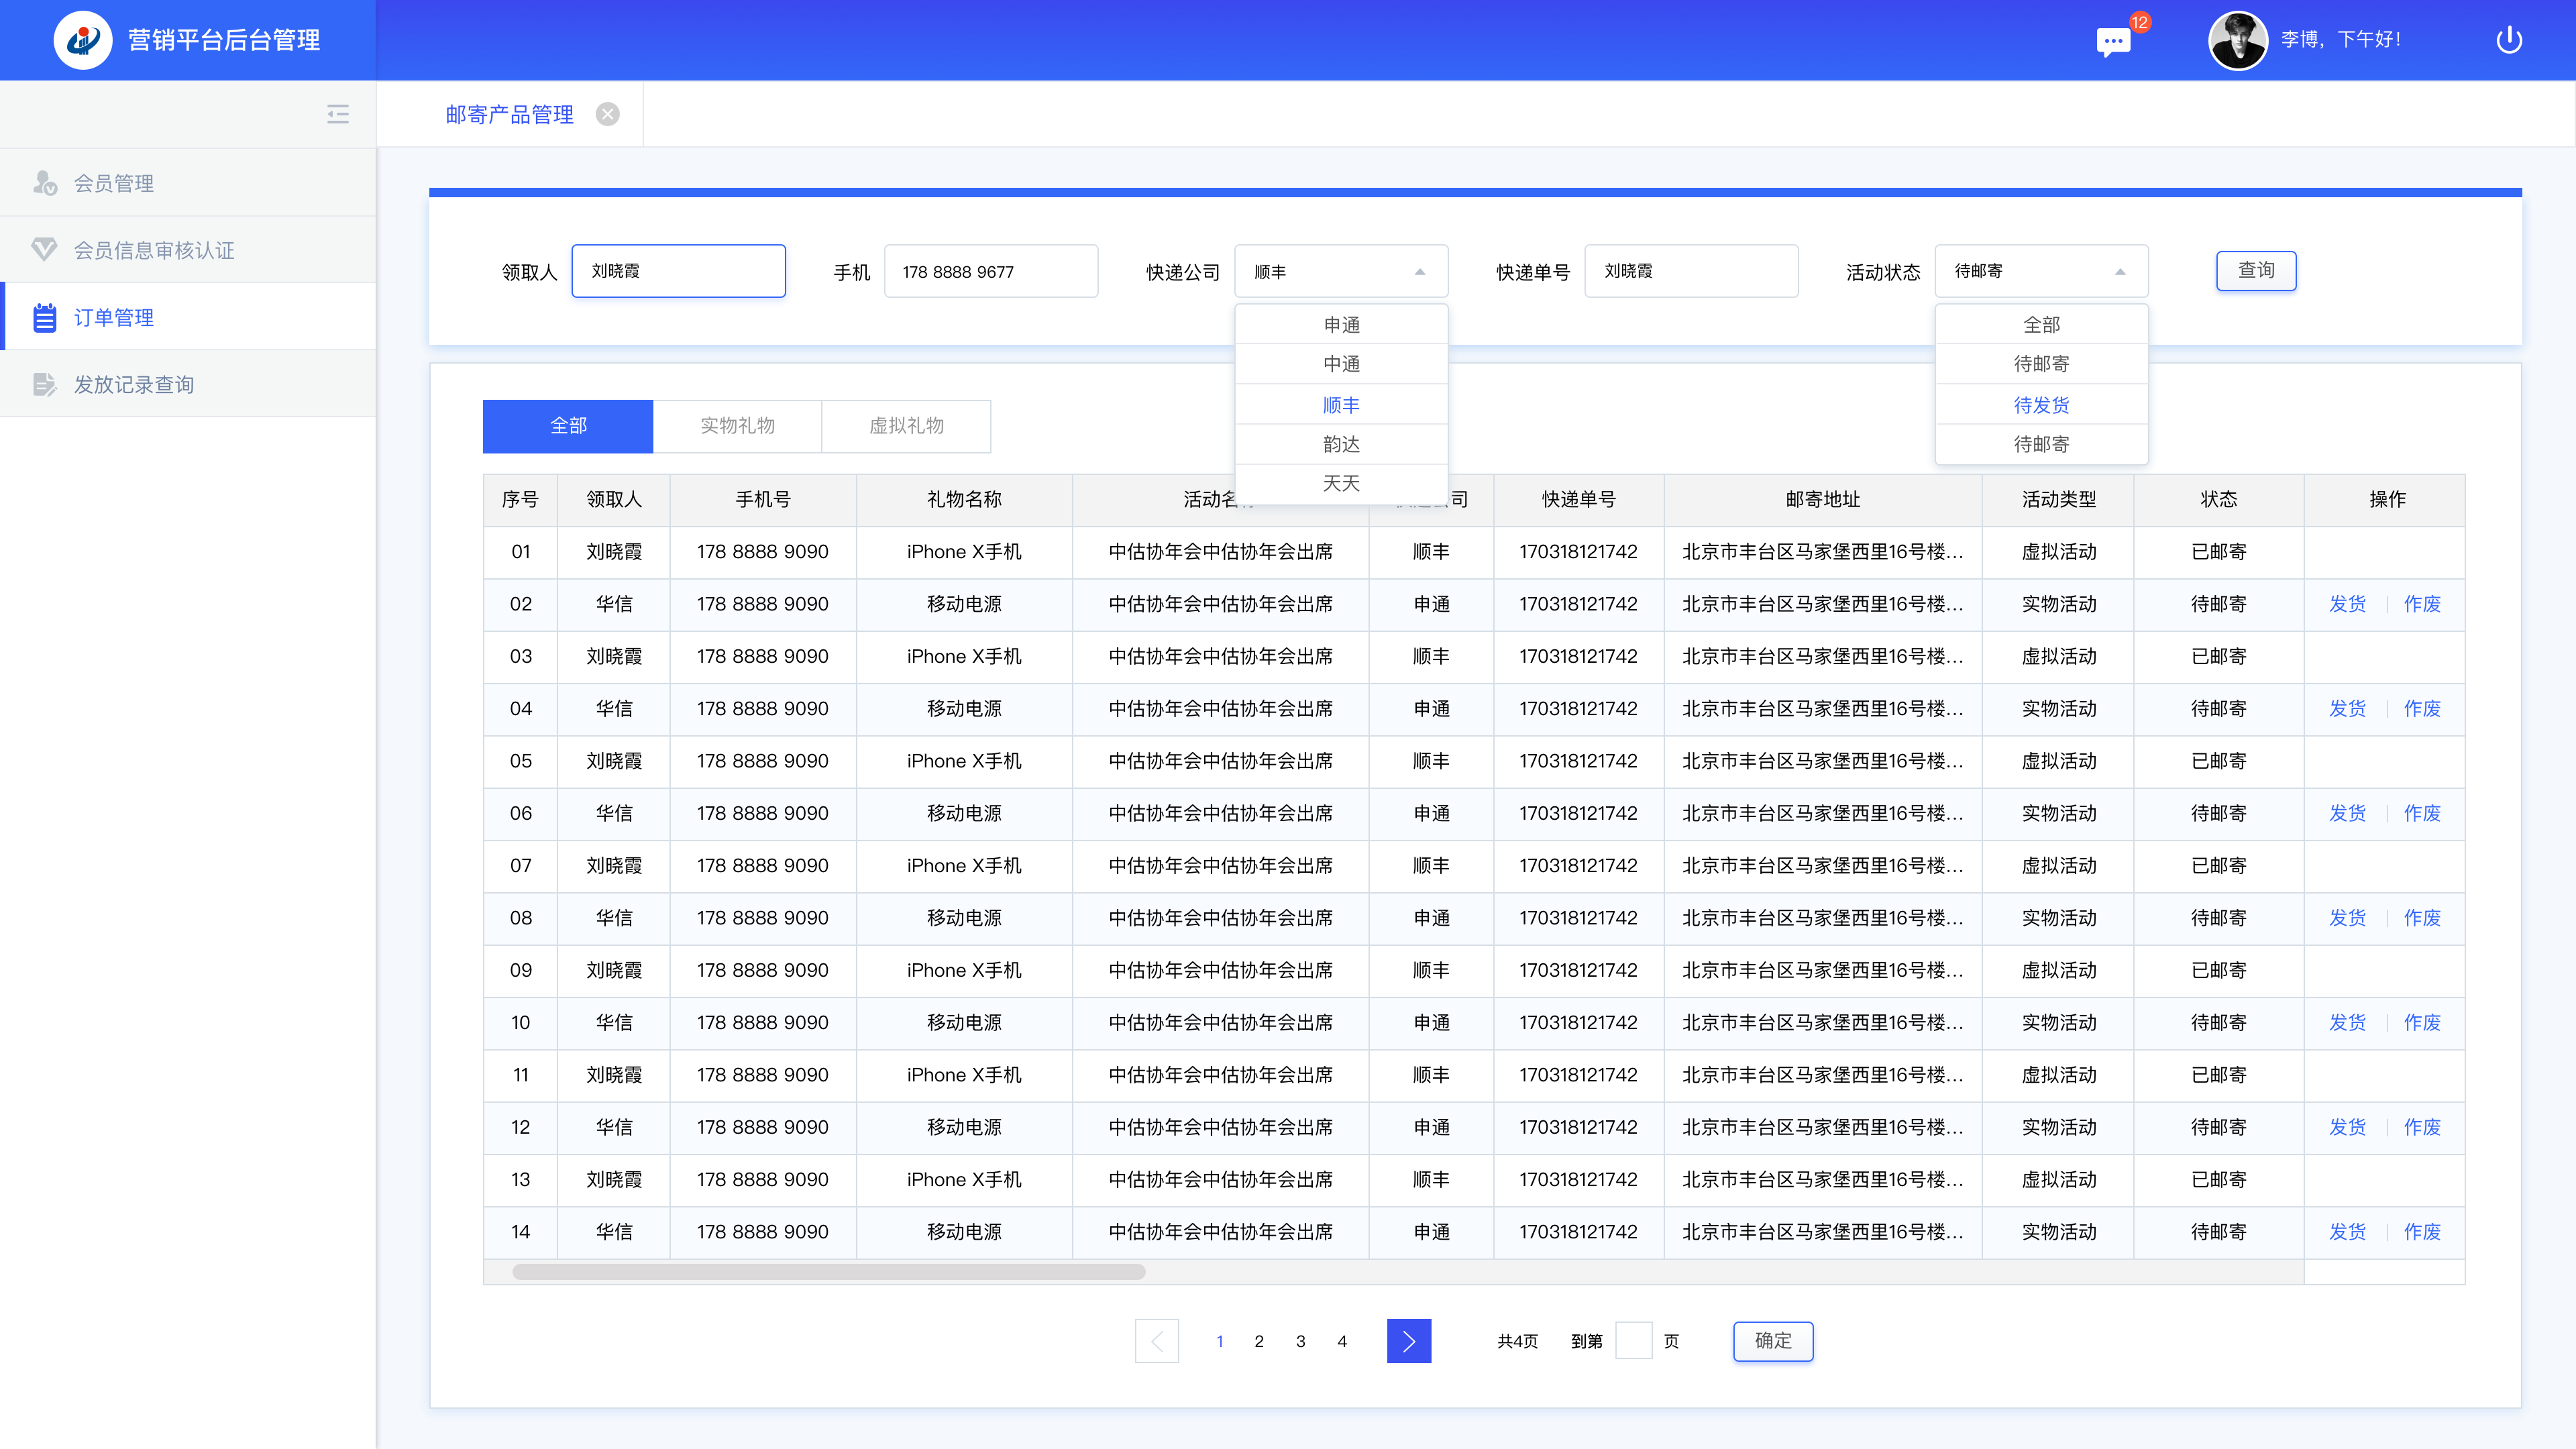 营销平台后台管理
12
李博，下午好！
邮寄产品管理
会员管理
会员信息审核认证
订单管理
发放记录查询
领取人 刘晓霞 手机 178 8888 9677 快递公司 顺丰 快递单号 刘晓霞 活动状态 待邮寄 查询
申通
中通
顺丰
韵达
天天
全部
待邮寄
待发货
待邮寄
全部 实物礼物 虚拟礼物
序号 领取人 手机号 礼物名称 活动名 司 快递单号 邮寄地址 活动类型 状态 操作
01 刘晓霞 178 8888 9090 iPhone X手机 中估协年会中估协年会出席 顺丰 170318121742 北京市丰台区马家堡西里16号楼... 虚拟活动 已邮寄
02 华信 178 8888 9090 移动电源 中估协年会中估协年会出席 申通 170318121742 北京市丰台区马家堡西里16号楼... 实物活动 待邮寄 发货 作废
03 刘晓霞 178 8888 9090 iPhone X手机 中估协年会中估协年会出席 顺丰 170318121742 北京市丰台区马家堡西里16号楼... 虚拟活动 已邮寄
04 华信 178 8888 9090 移动电源 中估协年会中估协年会出席 申通 170318121742 北京市丰台区马家堡西里16号楼... 实物活动 待邮寄 发货 作废
05 刘晓霞 178 8888 9090 iPhone X手机 中估协年会中估协年会出席 顺丰 170318121742 北京市丰台区马家堡西里16号楼... 虚拟活动 已邮寄
06 华信 178 8888 9090 移动电源 中估协年会中估协年会出席 申通 170318121742 北京市丰台区马家堡西里16号楼... 实物活动 待邮寄 发货 作废
07 刘晓霞 178 8888 9090 iPhone X手机 中估协年会中估协年会出席 顺丰 170318121742 北京市丰台区马家堡西里16号楼... 虚拟活动 已邮寄
08 华信 178 8888 9090 移动电源 中估协年会中估协年会出席 申通 170318121742 北京市丰台区马家堡西里16号楼... 实物活动 待邮寄 发货 作废
09 刘晓霞 178 8888 9090 iPhone X手机 中估协年会中估协年会出席 顺丰 170318121742 北京市丰台区马家堡西里16号楼... 虚拟活动 已邮寄
10 华信 178 8888 9090 移动电源 中估协年会中估协年会出席 申通 170318121742 北京市丰台区马家堡西里16号楼... 实物活动 待邮寄 发货 作废
11 刘晓霞 178 8888 9090 iPhone X手机 中估协年会中估协年会出席 顺丰 170318121742 北京市丰台区马家堡西里16号楼... 虚拟活动 已邮寄
12 华信 178 8888 9090 移动电源 中估协年会中估协年会出席 申通 170318121742 北京市丰台区马家堡西里16号楼... 实物活动 待邮寄 发货 作废
13 刘晓霞 178 8888 9090 iPhone X手机 中估协年会中估协年会出席 顺丰 170318121742 北京市丰台区马家堡西里16号楼... 虚拟活动 已邮寄
14 华信 178 8888 9090 移动电源 中估协年会中估协年会出席 申通 170318121742 北京市丰台区马家堡西里16号楼... 实物活动 待邮寄 发货 作废
1 2 3 4 共4页 到第 页 确定